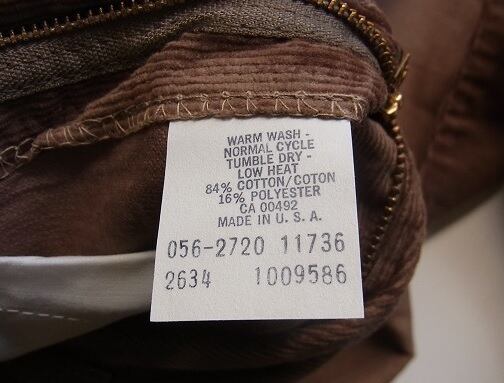 WARM WASH -
NORMAL CYCLE
TUMBLE DRY -
LOW HEAT
84% COTTON/COTON
16% POLYESTER
CA 00492
MADE IN U. S. A.
056-2720 11736
2634 1009586